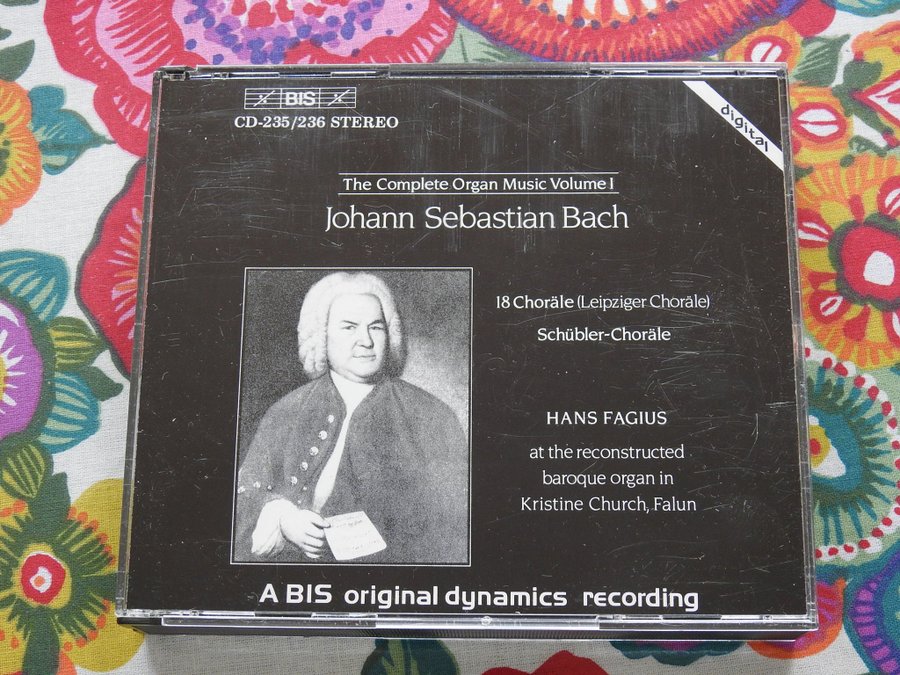 BIS
CD-235/236 STEREO
digital
The Complete Organ Music Volume I
Johann Sebastian Bach
18 Choräle (Leipziger Choräle)
Schübler-Choräle
HANS FAGIUS
at the reconstructed
baroque organ in
Kristine Church, Falun
A BIS original dynamics recording